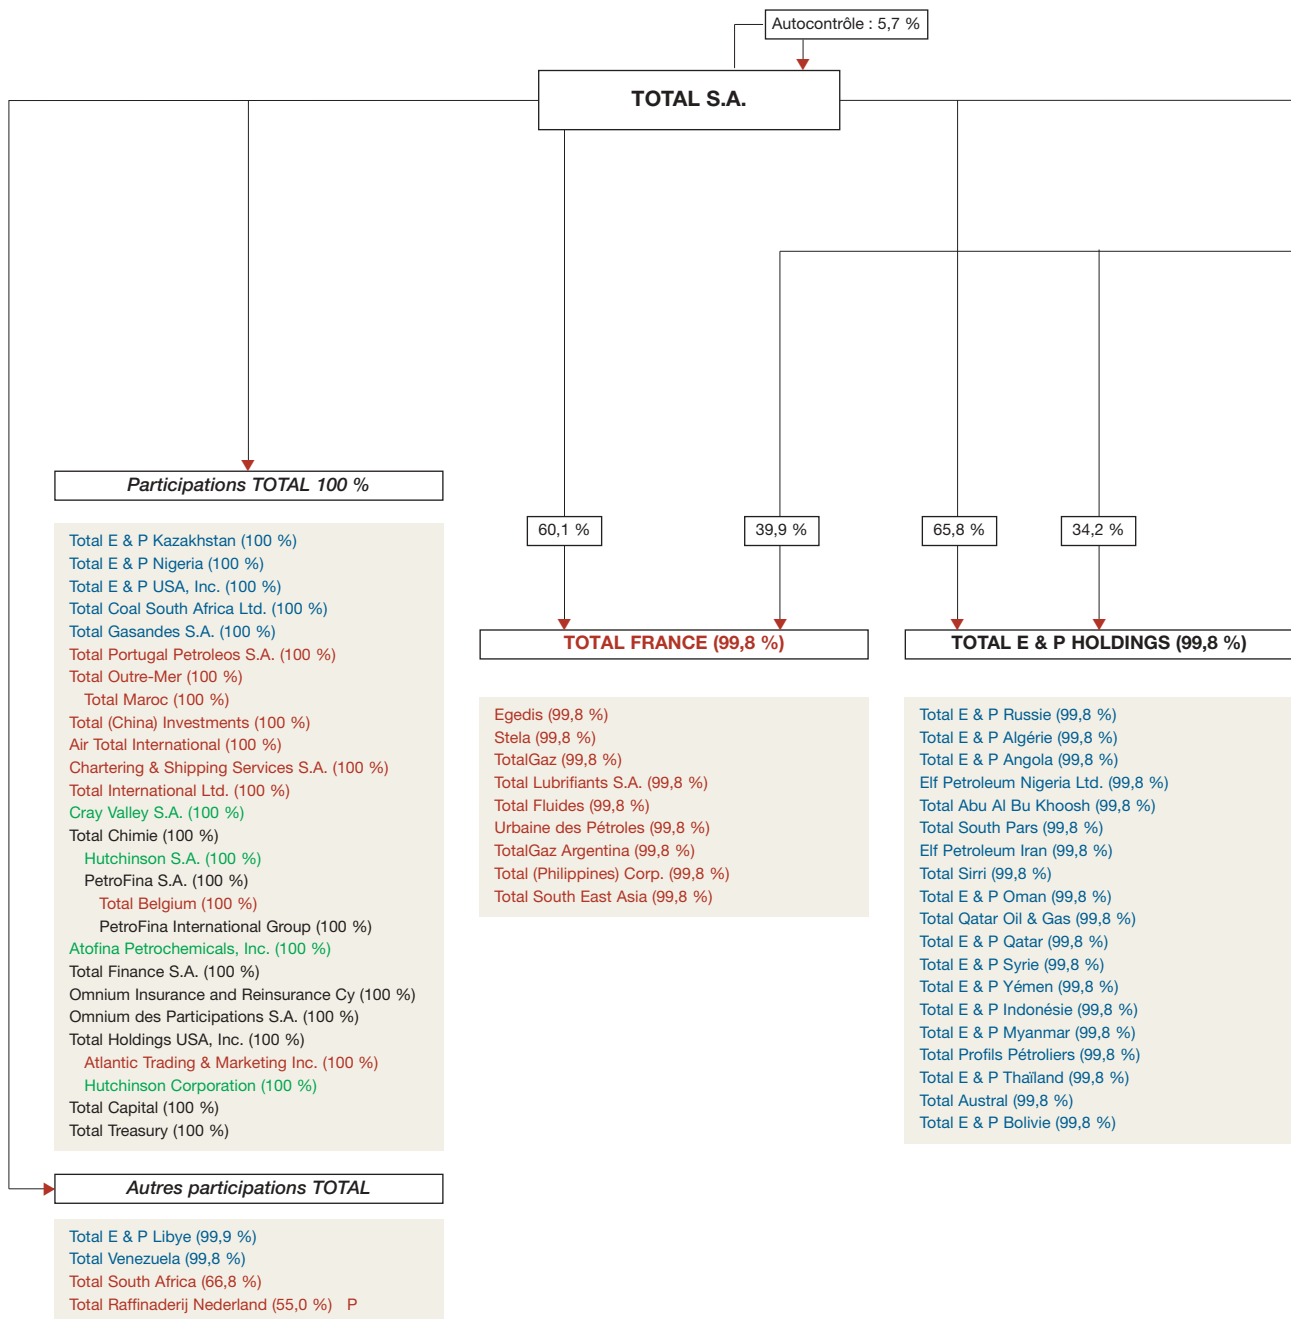 Autocontrôle : 5,7 %
TOTAL S.A.
Participations TOTAL 100 %
Total E & P Kazakhstan (100 %)
Total E & P Nigeria (100 %)
Total E & P USA, Inc. (100 %)
Total Coal South Africa Ltd. (100 %)
Total Gasandes S.A. (100 %)
Total Portugal Petroleos S.A. (100 %)
Total Outre-Mer (100 %)
Total Maroc (100 %)
Total (China) Investments (100 %)
Air Total International (100 %)
Chartering & Shipping Services S.A. (100 %)
Total International Ltd. (100 %)
Cray Valley S.A. (100 %)
Total Chimie (100 %)
Hutchinson S.A. (100 %)
PetroFina S.A. (100 %)
Total Belgium (100 %)
PetroFina International Group (100 %)
Atofina Petrochemicals, Inc. (100 %)
Total Finance S.A. (100 %)
Omnium Insurance and Reinsurance Cy (100 %)
Omnium des Participations S.A. (100 %)
Total Holdings USA, Inc. (100 %)
Atlantic Trading & Marketing Inc. (100 %)
Hutchinson Corporation (100 %)
Total Capital (100 %)
Total Treasury (100 %)
Autres participations TOTAL
Total E & P Libye (99,9 %)
Total Venezuela (99,8 %)
Total South Africa (66,8 %)
Total Raffinaderij Nederland (55,0 %) P
60,1 %
39,9 %
TOTAL FRANCE (99,8 %)
Egedis (99,8 %)
Stela (99,8 %)
TotalGaz (99,8 %)
Total Lubrifiants S.A. (99,8 %)
Total Fluides (99,8 %)
Urbaine des Pétroles (99,8 %)
TotalGaz Argentina (99,8 %)
Total (Philippines) Corp. (99,8 %)
Total South East Asia (99,8 %)
65,8 %
34,2 %
TOTAL E & P HOLDINGS (99,8 %)
Total E & P Russie (99,8 %)
Total E & P Algérie (99,8 %)
Total E & P Angola (99,8 %)
Elf Petroleum Nigeria Ltd. (99,8 %)
Total Abu Al Bu Khoosh (99,8 %)
Total South Pars (99,8 %)
Elf Petroleum Iran (99,8 %)
Total Sirri (99,8 %)
Total E & P Oman (99,8 %)
Total Qatar Oil & Gas (99,8 %)
Total E & P Qatar (99,8 %)
Total E & P Syrie (99,8 %)
Total E & P Yémen (99,8 %)
Total E & P Indonésie (99,8 %)
Total E & P Myanmar (99,8 %)
Total Profils Pétroliers (99,8 %)
Total E & P Thaïland (99,8 %)
Total Austral (99,8 %)
Total E & P Bolivie (99,8 %)